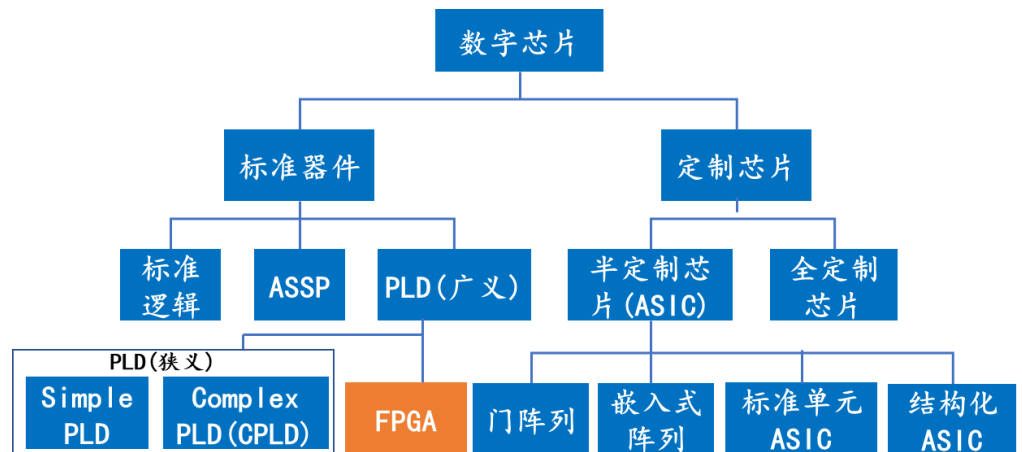 数字芯片
标准器件
定制芯片
标准
逻辑
ASSP
PLD(广义)
半定制芯
片(ASIC)
全定制
芯片
PLD(狭义)
Simple
PLD
Complex
PLD(CPLD)
FPGA
门阵列
嵌入式
阵列
标准单元
ASIC
结构化
ASIC